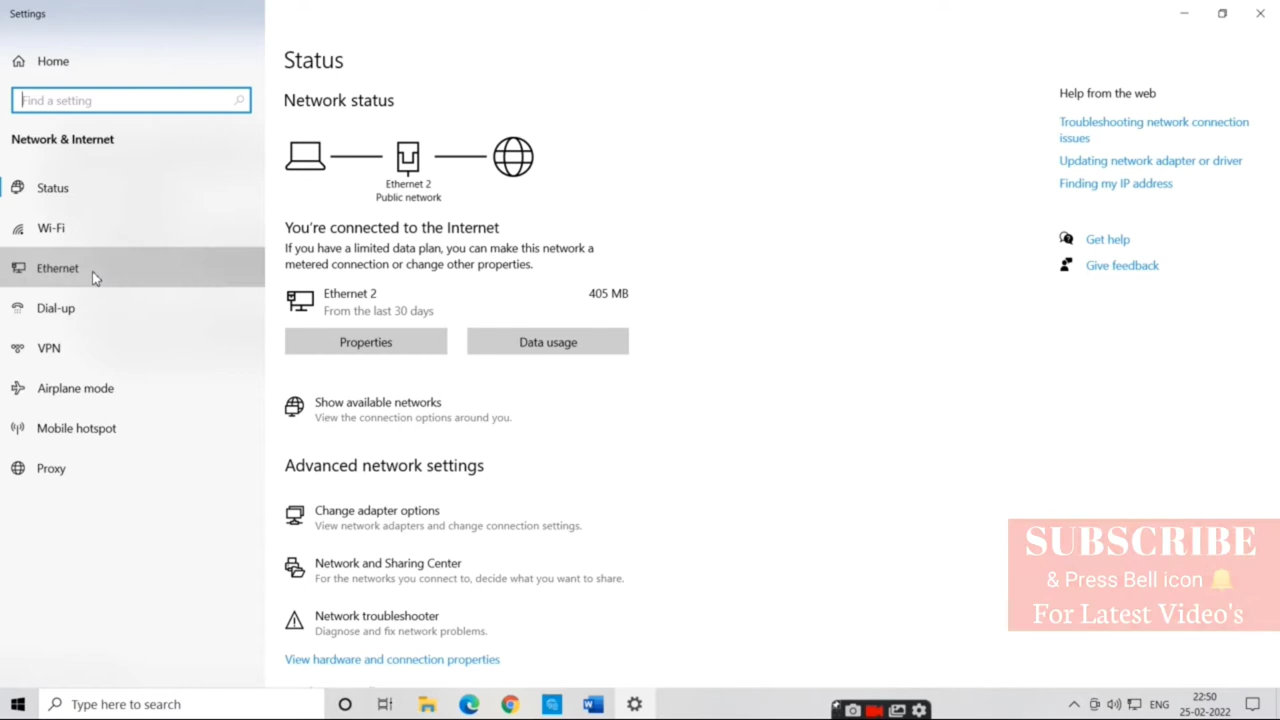 Settings
Home
Find a setting
Network & Internet
Status
Wi-Fi
Ethernet
Dial-up
VPN
Airplane mode
Mobile hotspot
Proxy
Status
Network status
Ethernet 2
Public network
You're connected to the Internet
If you have a limited data plan, you can make this network a
metered connection or change other properties.
Ethernet 2
405 MB
From the last 30 days
Properties
Data usage
Show available networks
View the connection options around you.
Advanced network settings
Change adapter options
View network adapters and change connection settings.
Network and Sharing Center
For the networks you connect to, decide what you want to share.
Network troubleshooter
Diagnose and fix network problems.
View hardware and connection properties
Help from the web
Troubleshooting network connection
issues
Updating network adapter or driver
Finding my IP address
Get help
Give feedback
SUBSCRIBE
& Press Bell icon 🔔
For Latest Video's
Type here to search
ENG
22:50
25-02-2022